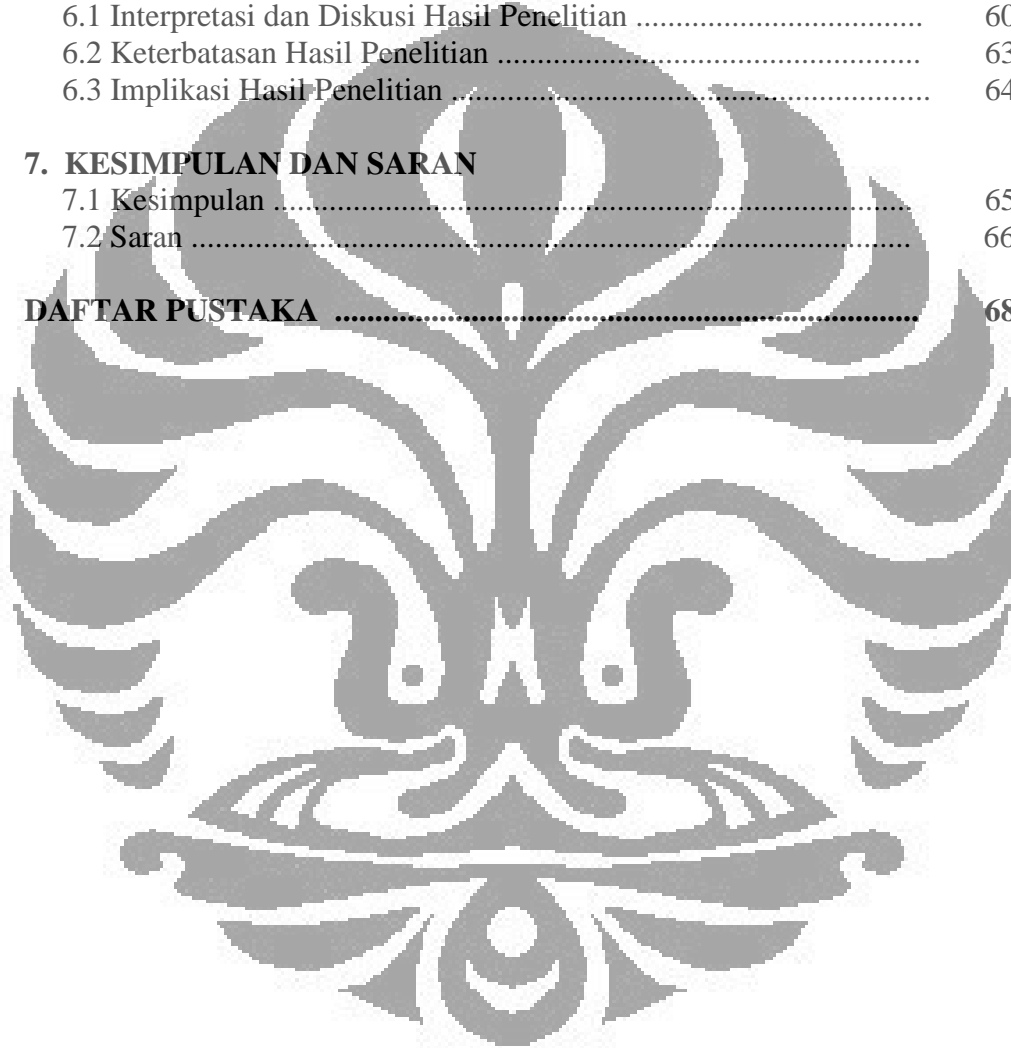 6.1 Interpretasi dan Diskusi Hasil Penelitian ..................................... 60
6.2 Keterbatasan Hasil Penelitian ...................................................... 63
6.3 Implikasi Hasil Penelitian ............................................................. 64
7. KESIMPULAN DAN SARAN
7.1 Kesimpulan .................................................................................. 65
7.2 Saran ............................................................................................ 66
DAFTAR PUSTAKA ........................................................................ 68